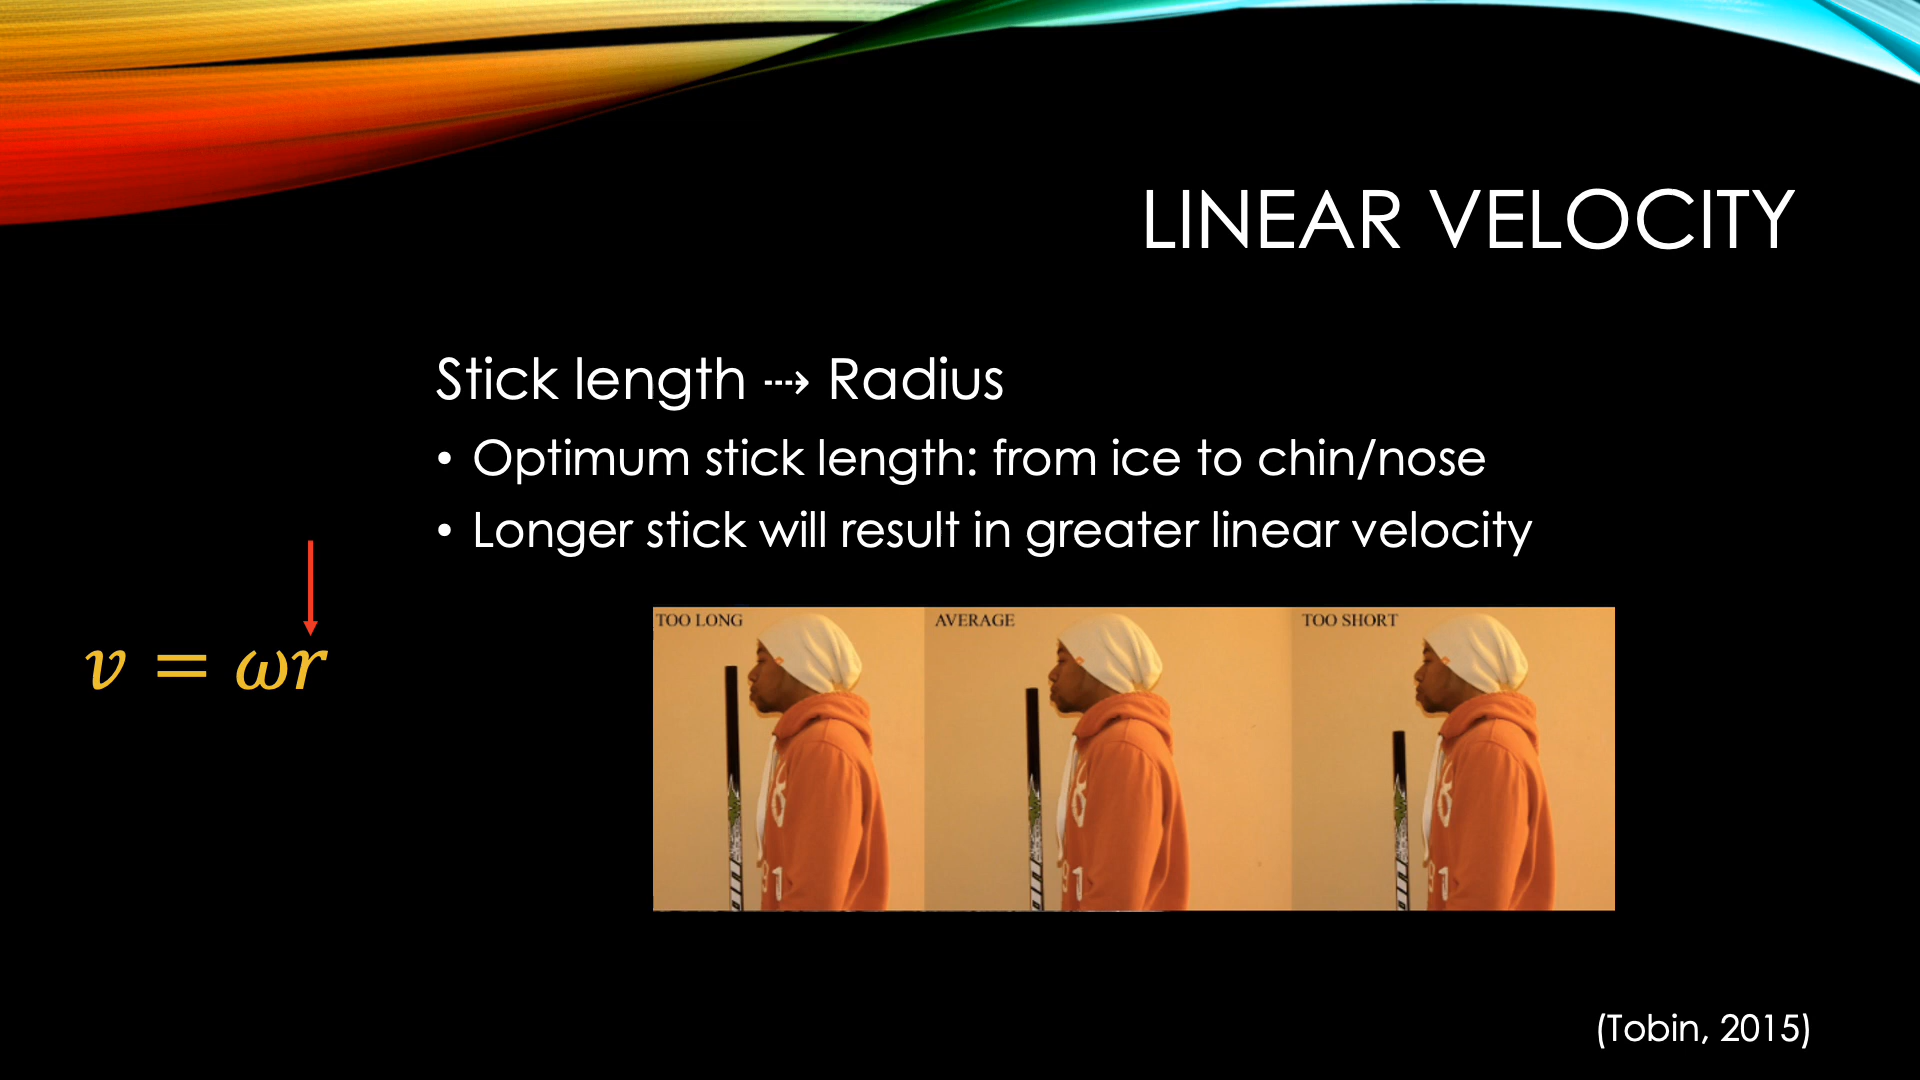 LINEAR VELOCITY
Stick length ⇢ Radius
• Optimum stick length: from ice to chin/nose
• Longer stick will result in greater linear velocity
v = ωr
TOO LONG
AVERAGE
TOO SHORT
(Tobin, 2015)